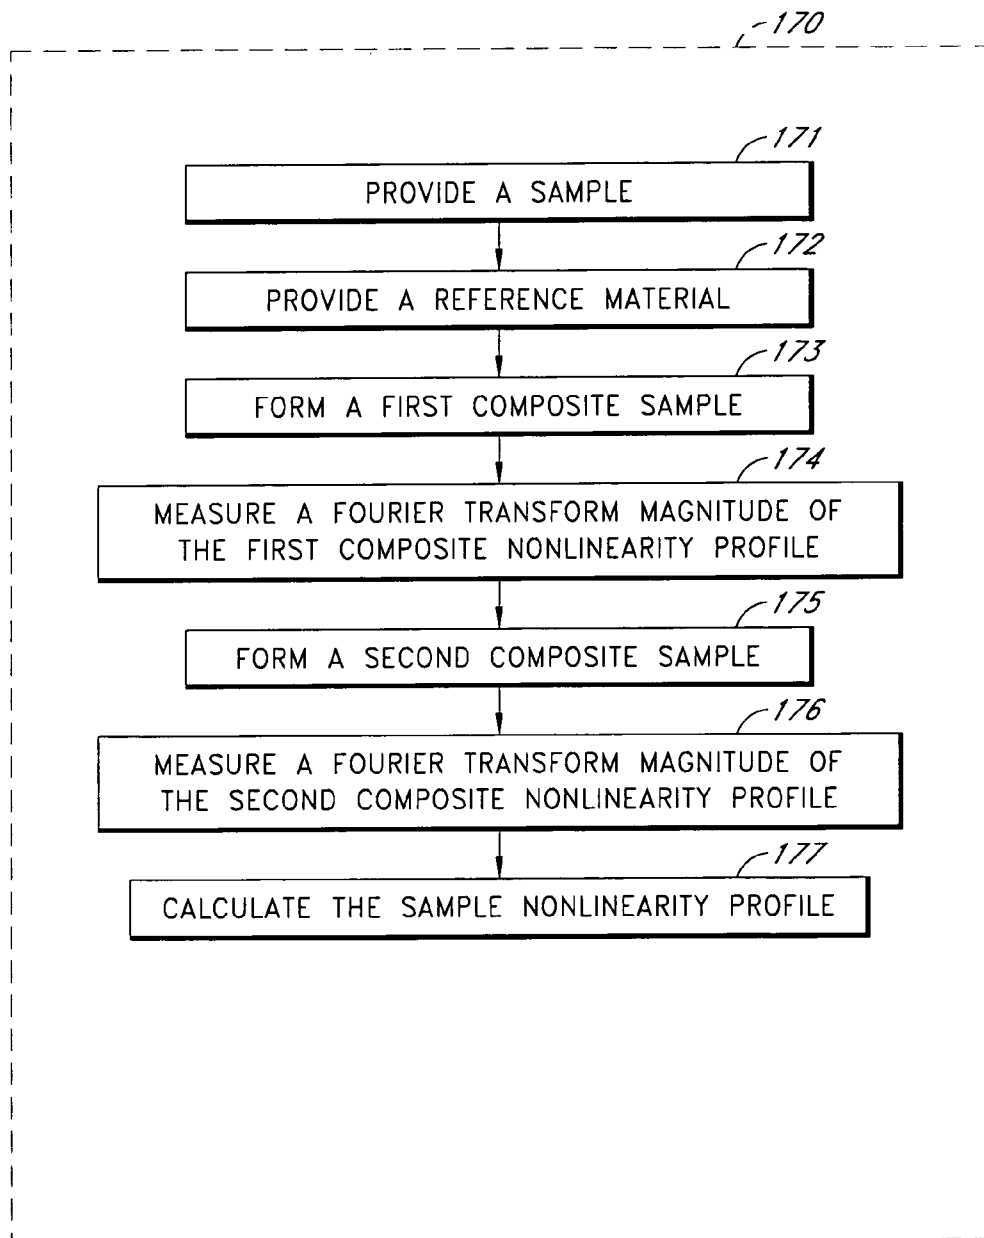 170
171
PROVIDE A SAMPLE
172
PROVIDE A REFERENCE MATERIAL
173
FORM A FIRST COMPOSITE SAMPLE
174
MEASURE A FOURIER TRANSFORM MAGNITUDE OF
THE FIRST COMPOSITE NONLINEARITY PROFILE
175
FORM A SECOND COMPOSITE SAMPLE
176
MEASURE A FOURIER TRANSFORM MAGNITUDE OF
THE SECOND COMPOSITE NONLINEARITY PROFILE
177
CALCULATE THE SAMPLE NONLINEARITY PROFILE